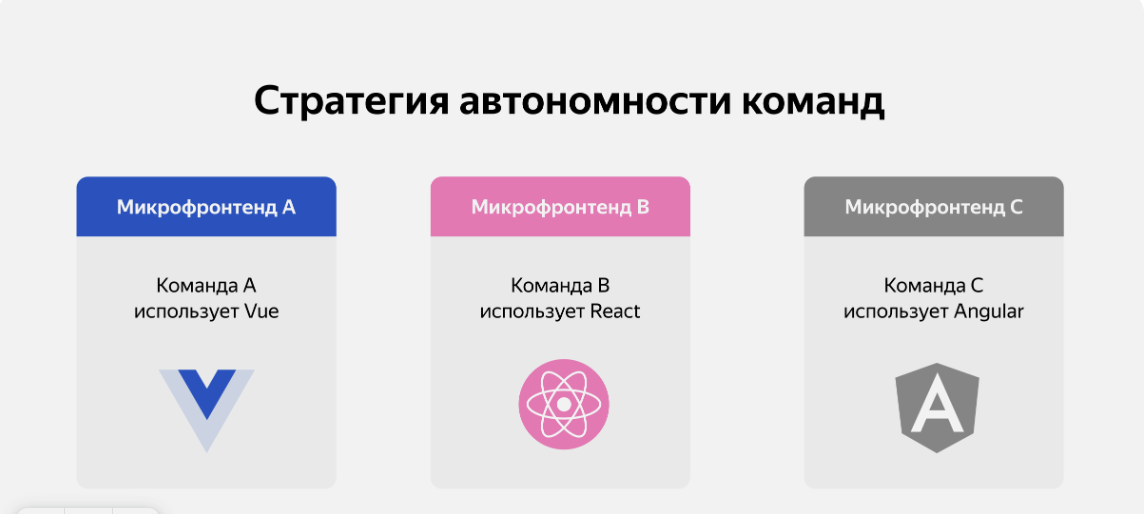 Стратегия автономности команд
Микрофронтенд A
Команда A
использует Vue
Микрофронтенд B
Команда B
использует React
Микрофронтенд C
Команда C
использует Angular